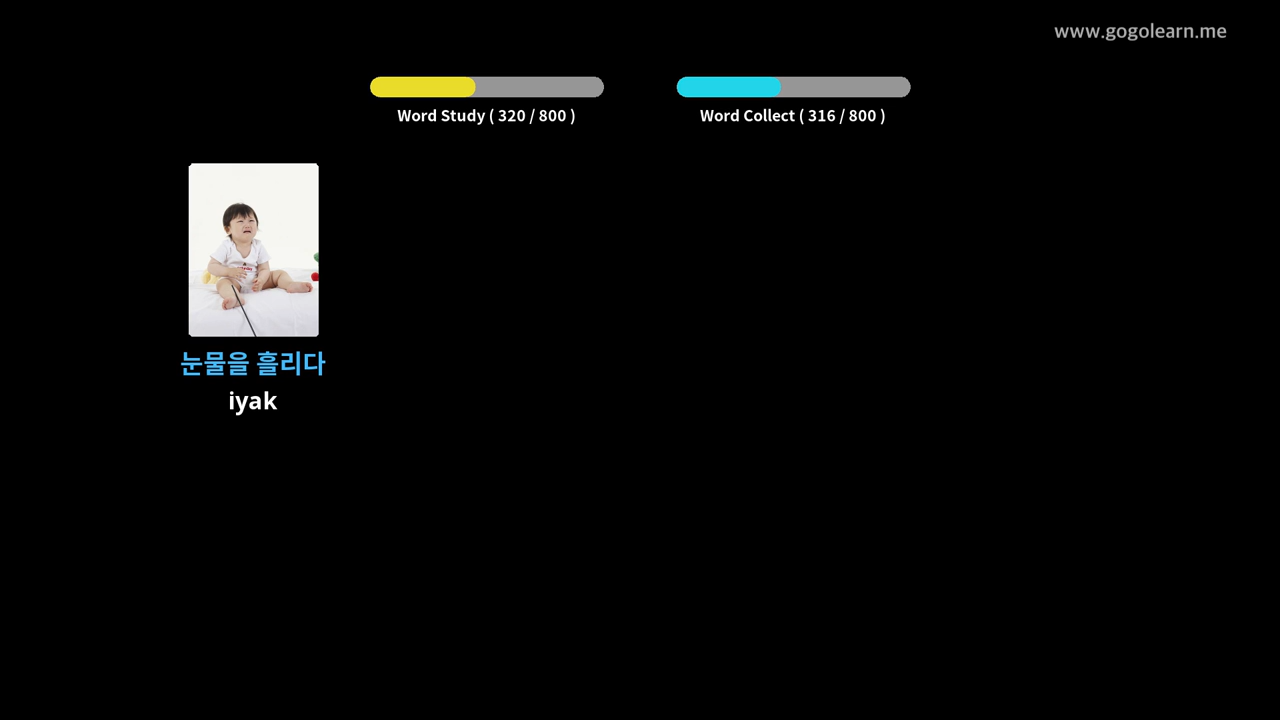 www.gogolearn.me
Word Study ( 320 / 800 )
Word Collect ( 316 / 800 )
눈물을 흘리다
iyak